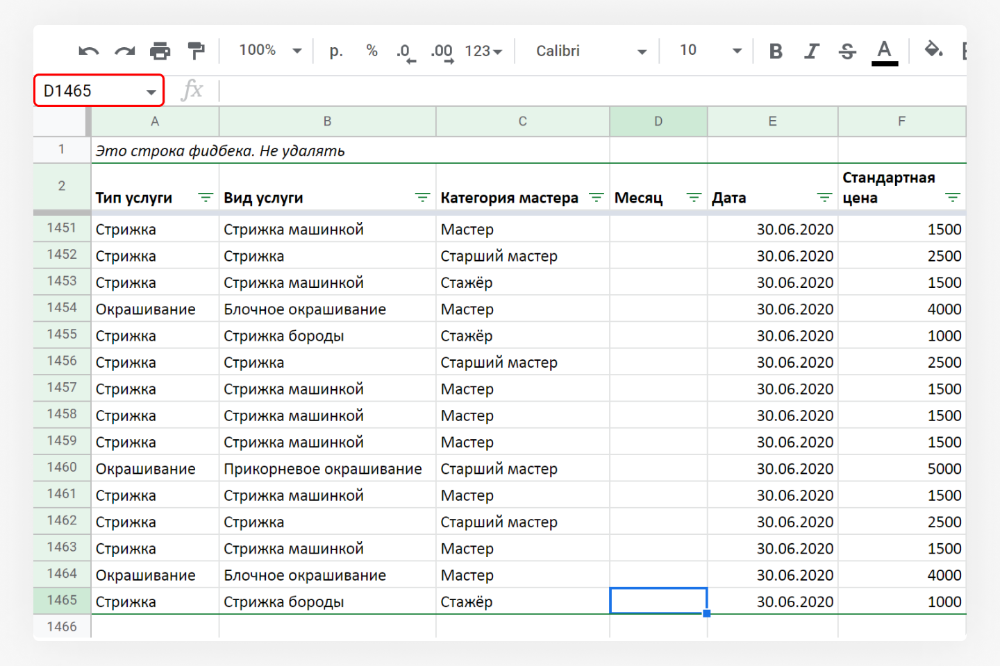 100% р. % .0 .00 123 Calibri 10 B I S A
D1465 fx
A B C D E F
1 Это строка фидбека. Не удалять
2 Тип услуги Вид услуги Категория мастера Месяц Дата Стандартная цена
1451 Стрижка Стрижка машинкой Мастер 30.06.2020 1500
1452 Стрижка Стрижка Старший мастер 30.06.2020 2500
1453 Стрижка Стрижка машинкой Стажёр 30.06.2020 1500
1454 Окрашивание Блочное окрашивание Мастер 30.06.2020 4000
1455 Стрижка Стрижка бороды Стажёр 30.06.2020 1000
1456 Стрижка Стрижка Старший мастер 30.06.2020 2500
1457 Стрижка Стрижка машинкой Мастер 30.06.2020 1500
1458 Стрижка Стрижка машинкой Мастер 30.06.2020 1500
1459 Стрижка Стрижка машинкой Мастер 30.06.2020 1500
1460 Окрашивание Прикорневое окрашивание Старший мастер 30.06.2020 5000
1461 Стрижка Стрижка машинкой Мастер 30.06.2020 1500
1462 Стрижка Стрижка Старший мастер 30.06.2020 2500
1463 Стрижка Стрижка машинкой Мастер 30.06.2020 1500
1464 Окрашивание Блочное окрашивание Мастер 30.06.2020 4000
1465 Стрижка Стрижка бороды Стажёр 30.06.2020 1000
1466